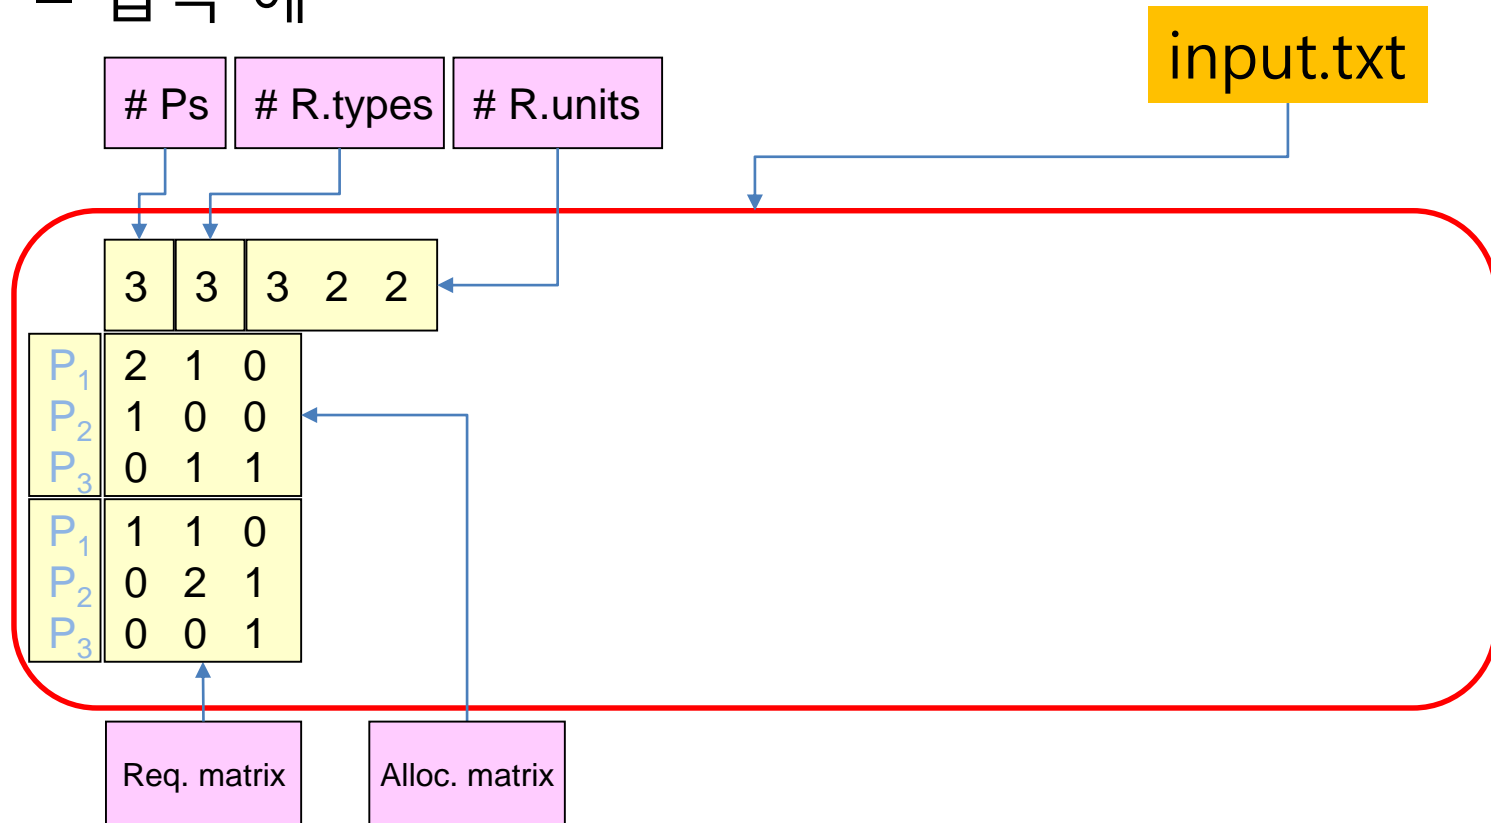 input.txt
# Ps # R.types # R.units
3 3 3 2 2
P1 2 1 0
P2 1 0 0
P3 0 1 1
P1 1 1 0
P2 0 2 1
P3 0 0 1
Req. matrix Alloc. matrix